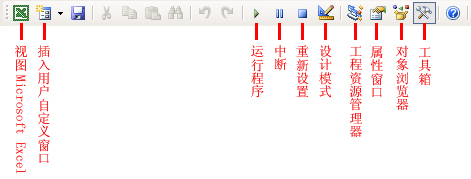 视图Microsoft Excel
插入用户自定义窗口
运行程序
中断
重新设置
设计模式
工程资源管理器
属性窗口
对象浏览器
工具箱